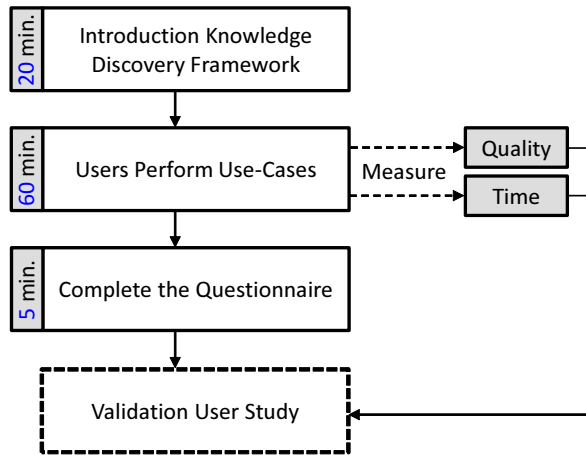 20 min.
Introduction Knowledge
Discovery Framework
60 min.
Users Perform Use-Cases
Measure
Quality
Time
5 min.
Complete the Questionnaire
Validation User Study